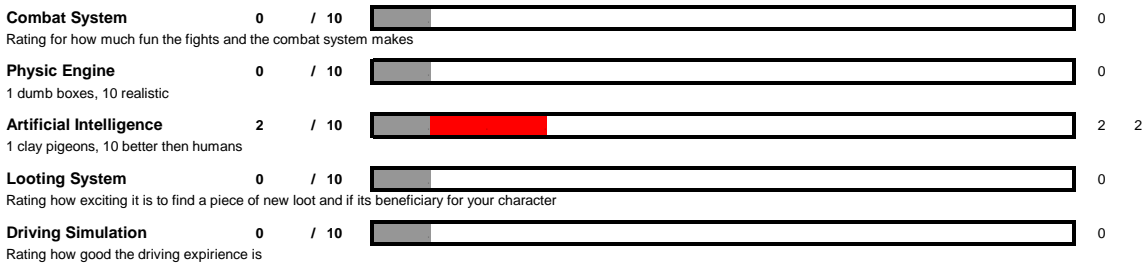 Combat System 0 / 10 0
Rating for how much fun the fights and the combat system makes
Physic Engine 0 / 10 0
1 dumb boxes, 10 realistic
Artificial Intelligence 2 / 10 2 2
1 clay pigeons, 10 better then humans
Looting System 0 / 10 0
Rating how exciting it is to find a piece of new loot and if its beneficiary for your character
Driving Simulation 0 / 10 0
Rating how good the driving expirience is